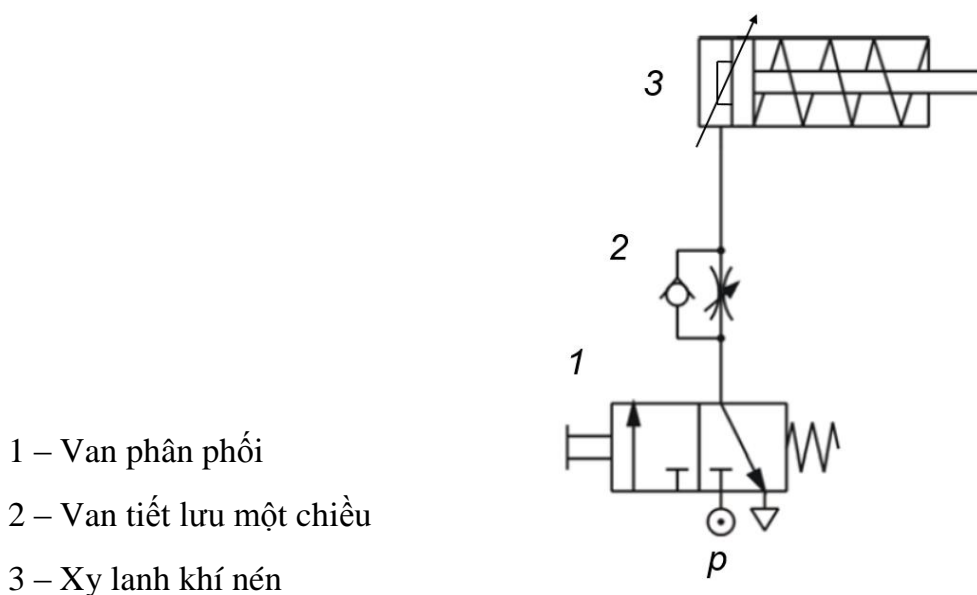 3
2
1
p
1 – Van phân phối
2 – Van tiết lưu một chiều
3 – Xy lanh khí nén